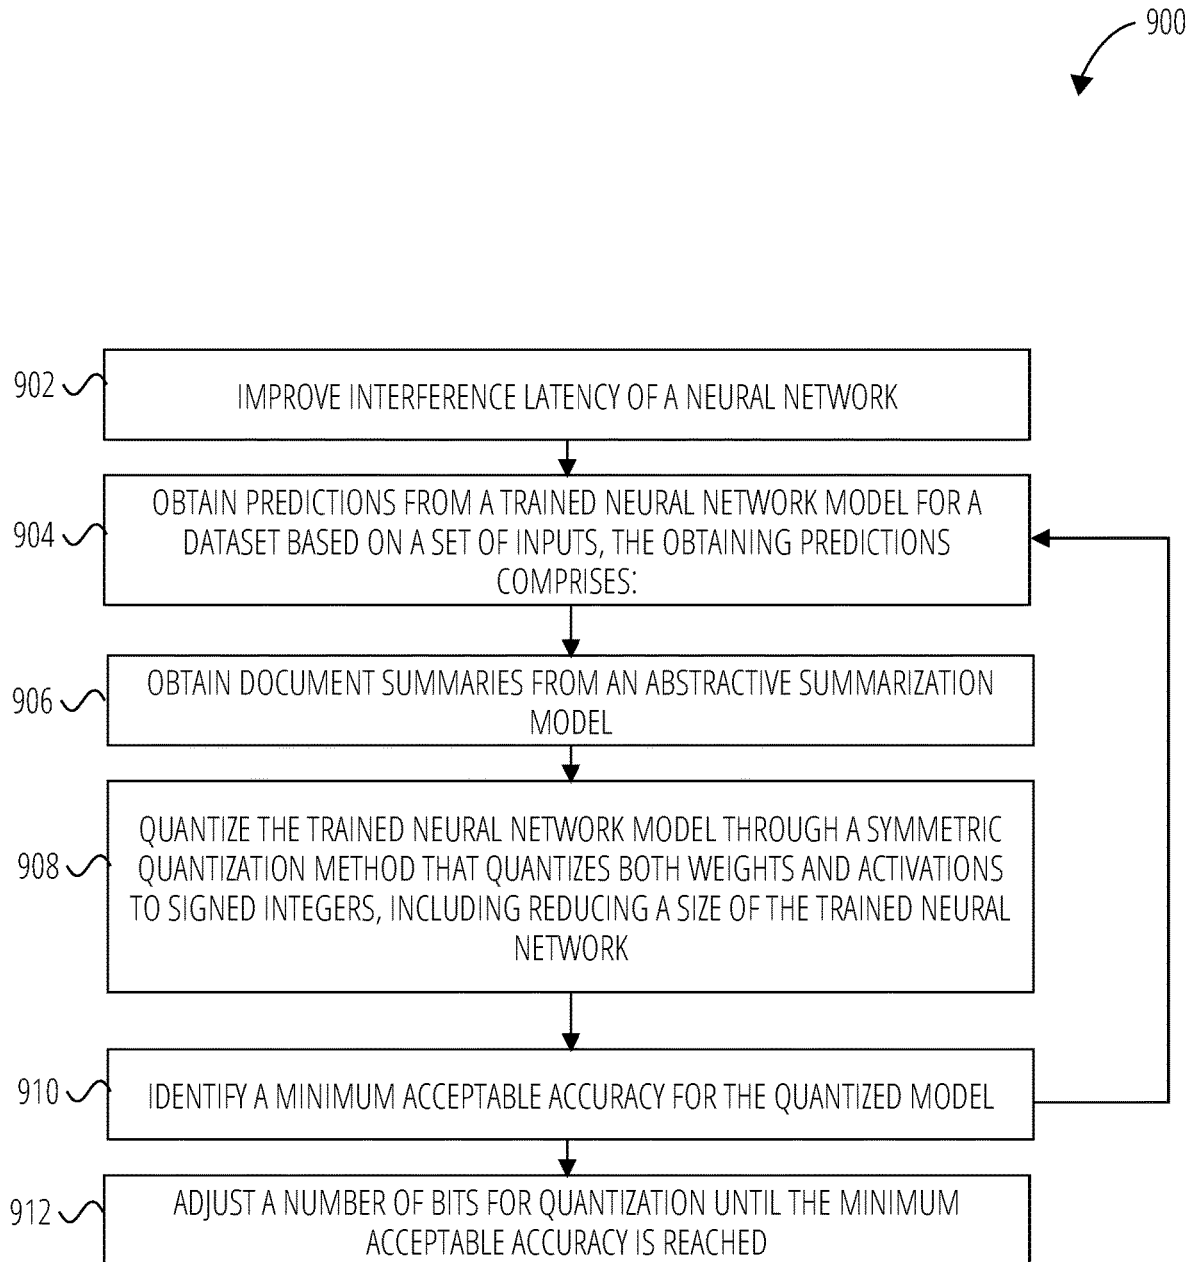 900
902
IMPROVE INTERFERENCE LATENCY OF A NEURAL NETWORK
904
OBTAIN PREDICTIONS FROM A TRAINED NEURAL NETWORK MODEL FOR A
DATASET BASED ON A SET OF INPUTS, THE OBTAINING PREDICTIONS
COMPRISES:
906
OBTAIN DOCUMENT SUMMARIES FROM AN ABSTRACTIVE SUMMARIZATION
MODEL
908
QUANTIZE THE TRAINED NEURAL NETWORK MODEL THROUGH A SYMMETRIC
QUANTIZATION METHOD THAT QUANTIZES BOTH WEIGHTS AND ACTIVATIONS
TO SIGNED INTEGERS, INCLUDING REDUCING A SIZE OF THE TRAINED NEURAL
NETWORK
910
IDENTIFY A MINIMUM ACCEPTABLE ACCURACY FOR THE QUANTIZED MODEL
912
ADJUST A NUMBER OF BITS FOR QUANTIZATION UNTIL THE MINIMUM
ACCEPTABLE ACCURACY IS REACHED